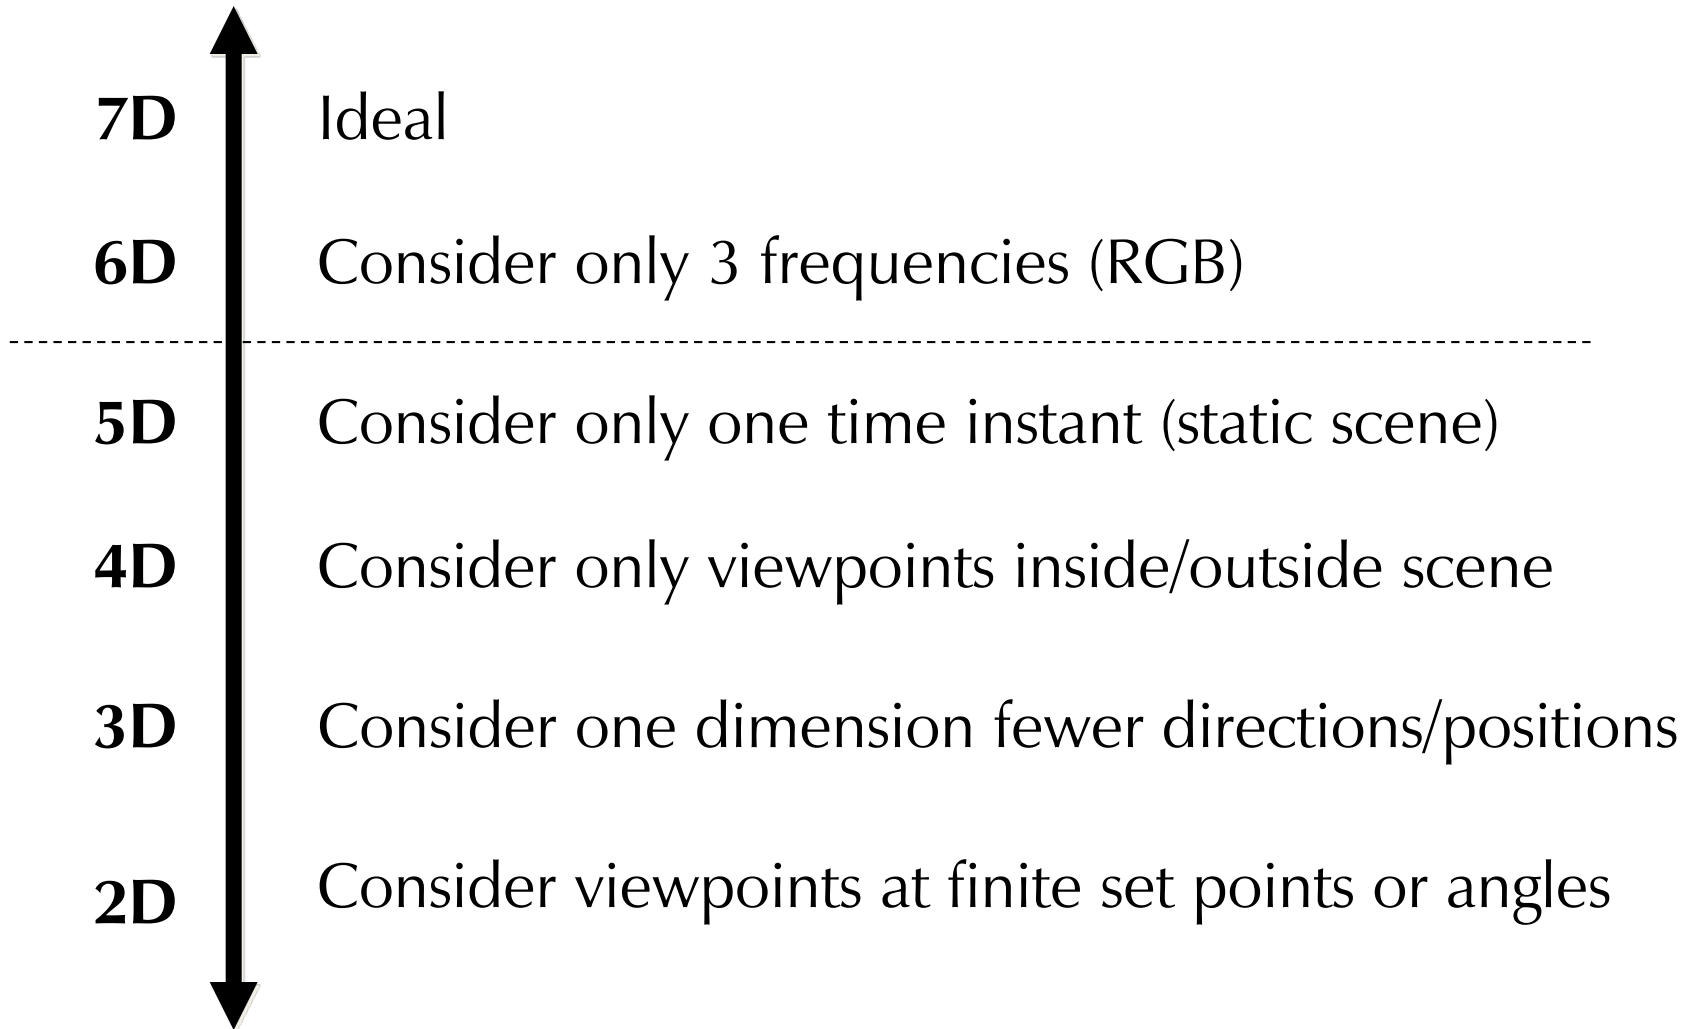 7D Ideal
6D Consider only 3 frequencies (RGB)
5D Consider only one time instant (static scene)
4D Consider only viewpoints inside/outside scene
3D Consider one dimension fewer directions/positions
2D Consider viewpoints at finite set points or angles